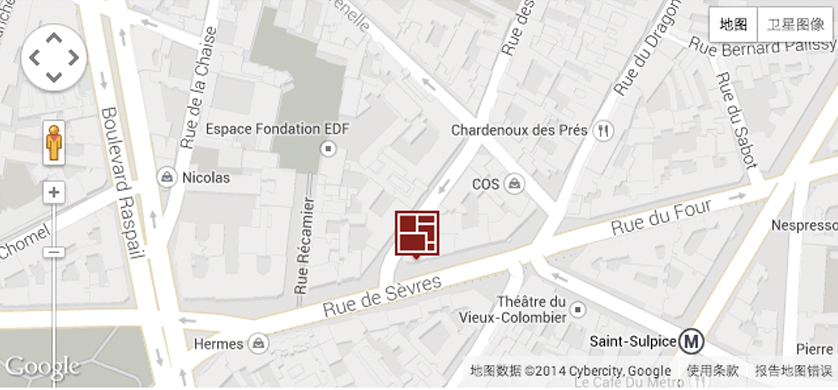 Rue de la Chaise
Rue des
Rue du Dragon
地图
卫星图像
Rue Bernard Palissy
Rue du Sabot
Boulevard Raspail
Espace Fondation EDF
Chardenoux des Prés
Nicolas
COS
Rue Récamier
Rue du Four
Nespresso
Chomel
Rue de Sèvres
Théâtre du
Vieux-Colombier
Hermes
Saint-Sulpice
M
Pierre
Google
地图数据 ©2014 Cybercity, Google
使用条款
报告地图错误
Le Café Du Métro